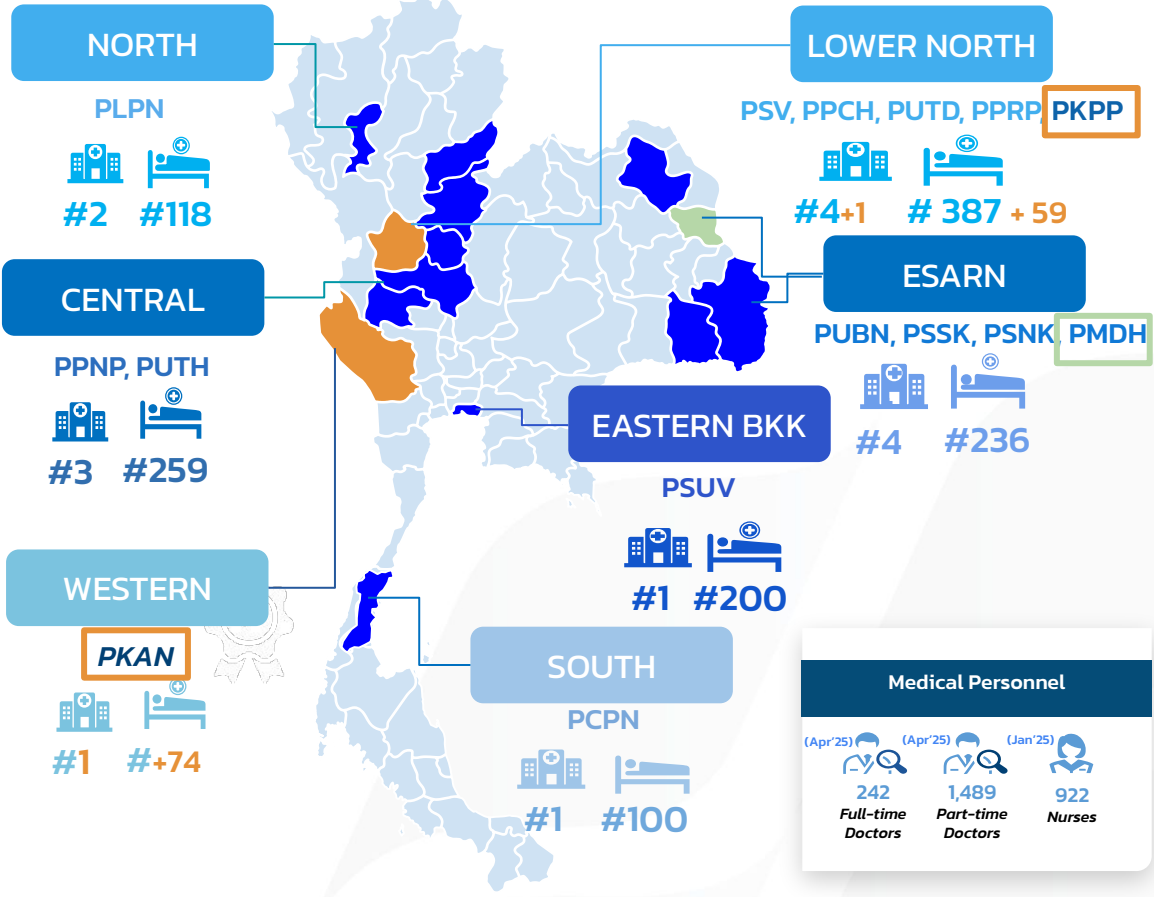 NORTH
PLPN
#2 #118
LOWER NORTH
PSV, PPCH, PUTD, PPRP, PKPP
#4+1 # 387 + 59
CENTRAL
PPNP, PUTH
#3 #259
ESARN
PUBN, PSSK, PSNK, PMDH
#4 #236
EASTERN BKK
PSUV
#1 #200
WESTERN
PKAN
#1 #+74
SOUTH
PCPN
#1 #100
Medical Personnel
(Apr'25) (Apr'25) (Jan'25)
242 1,489 922
Full-time Part-time Nurses
Doctors Doctors